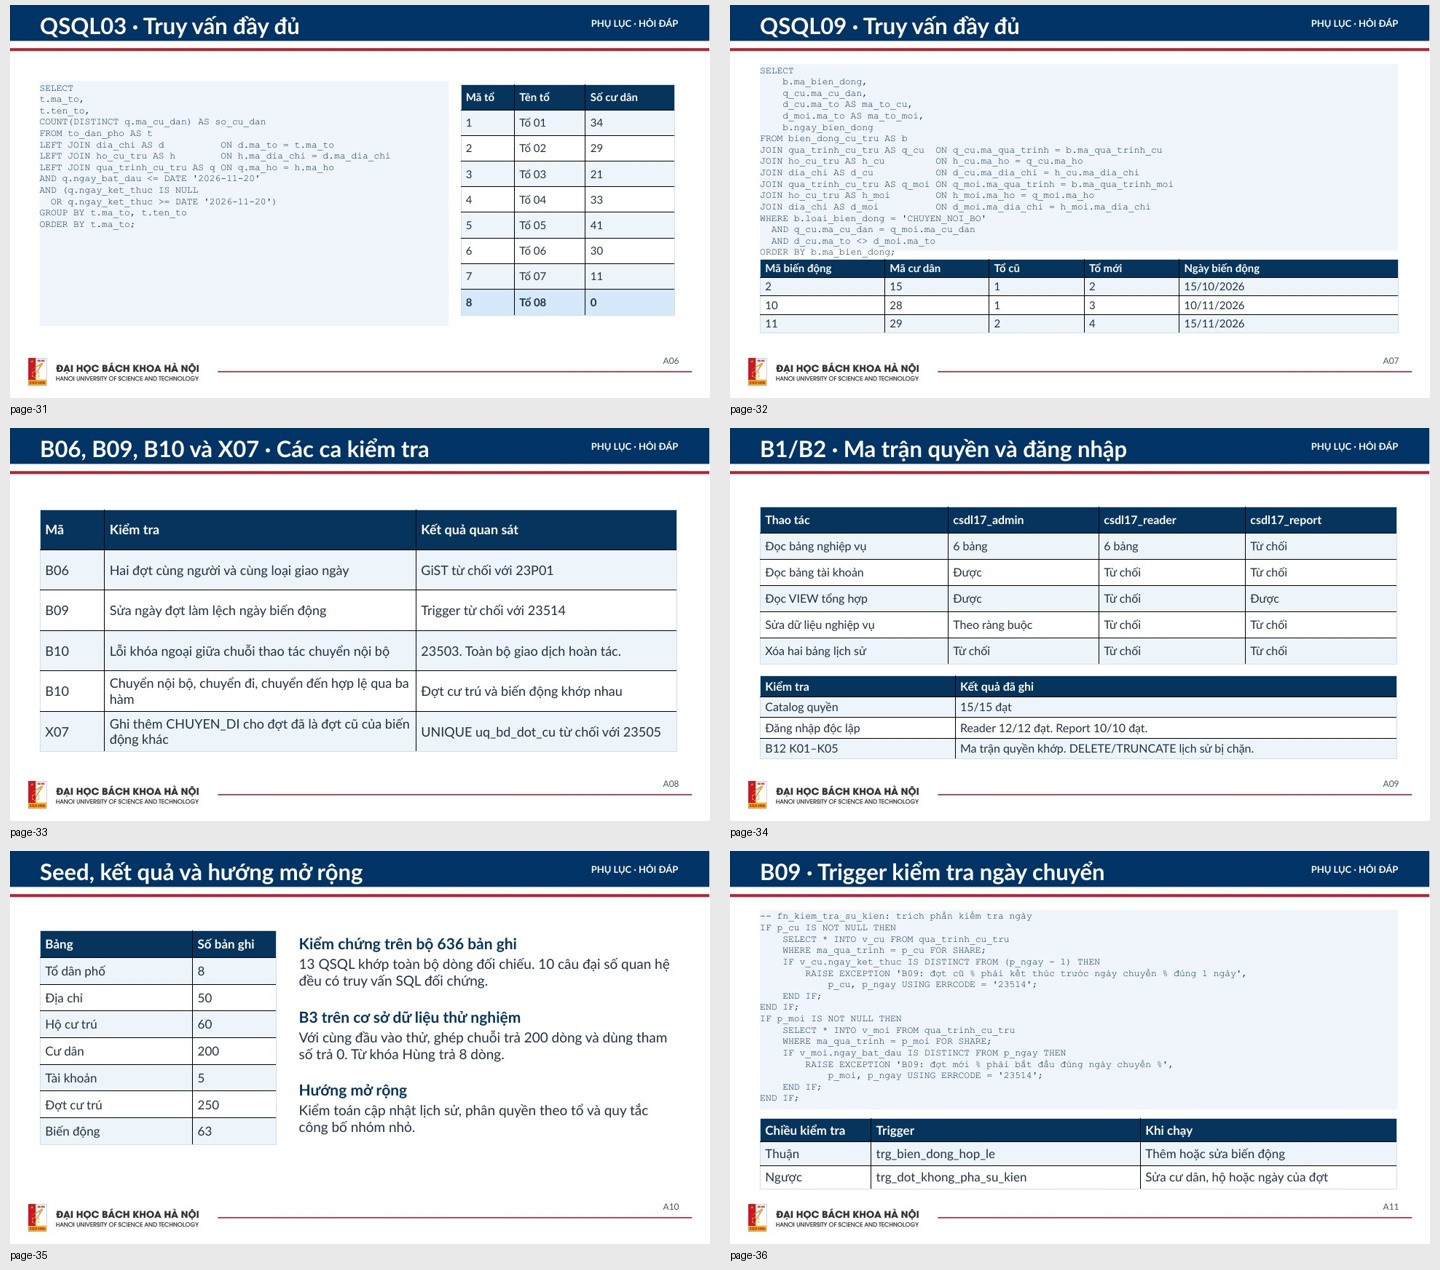 QSQL03 · Truy vấn đầy đủ
PHỤ LỤC · HỎI ĐÁP
SELECT
t.ma_to,
t.ten_to,
COUNT(DISTINCT q.ma_cu_dan) AS so_cu_dan
FROM to_dan_pho AS t
LEFT JOIN dia_chi AS d ON d.ma_to = t.ma_to
LEFT JOIN ho_cu_tru AS h ON h.ma_dia_chi = d.ma_dia_chi
LEFT JOIN qua_trinh_cu_tru AS q ON q.ma_ho = h.ma_ho
AND q.ngay_bat_dau <= DATE '2026-11-20'
AND (q.ngay_ket_thuc IS NULL
OR q.ngay_ket_thuc >= DATE '2026-11-20')
GROUP BY t.ma_to, t.ten_to
ORDER BY t.ma_to;
Mã tổ Tên tổ Số cư dân
1 Tổ 01 34
2 Tổ 02 29
3 Tổ 03 21
4 Tổ 04 33
5 Tổ 05 41
6 Tổ 06 30
7 Tổ 07 11
8 Tổ 08 0
ĐẠI HỌC BÁCH KHOA HÀ NỘI
HANOI UNIVERSITY OF SCIENCE AND TECHNOLOGY
A06
page-31
QSQL09 · Truy vấn đầy đủ
PHỤ LỤC · HỎI ĐÁP
SELECT
b.ma_bien_dong,
q_cu.ma_cu_dan,
d_cu.ma_to AS ma_to_cu,
d_moi.ma_to AS ma_to_moi,
b.ngay_bien_dong
FROM bien_dong_cu_tru AS b
JOIN qua_trinh_cu_tru AS q_cu ON q_cu.ma_qua_trinh = b.ma_qua_trinh_cu
JOIN ho_cu_tru AS h_cu ON h_cu.ma_ho = q_cu.ma_ho
JOIN dia_chi AS d_cu ON d_cu.ma_dia_chi = h_cu.ma_dia_chi
JOIN qua_trinh_cu_tru AS q_moi ON q_moi.ma_qua_trinh = b.ma_qua_trinh_moi
JOIN ho_cu_tru AS h_moi ON h_moi.ma_ho = q_moi.ma_ho
JOIN dia_chi AS d_moi ON d_moi.ma_dia_chi = h_moi.ma_dia_chi
WHERE b.loai_bien_dong = 'CHUYEN_NOI_BO'
AND q_cu.ma_cu_dan = q_moi.ma_cu_dan
AND d_cu.ma_to <> d_moi.ma_to
ORDER BY b.ma_bien_dong;
Mã biến động Mã cư dân Tổ cũ Tổ mới Ngày biến động
2 15 1 2 15/10/2026
10 28 1 3 10/11/2026
11 29 2 4 15/11/2026
ĐẠI HỌC BÁCH KHOA HÀ NỘI
HANOI UNIVERSITY OF SCIENCE AND TECHNOLOGY
A07
page-32
B06, B09, B10 và X07 · Các ca kiểm tra
PHỤ LỤC · HỎI ĐÁP
Mã Kiểm tra Kết quả quan sát
B06 Hai đợt cùng người và cùng loại giao ngày GiST từ chối với 23P01
B09 Sửa ngày đợt làm lệch ngày biến động Trigger từ chối với 23514
B10 Lỗi khóa ngoại giữa chuỗi thao tác chuyển nội bộ 23503. Toàn bộ giao dịch hoàn tác.
B10 Chuyển nội bộ, chuyển đi, chuyển đến hợp lệ qua ba hàm Đợt cư trú và biến động khớp nhau
X07 Ghi thêm CHUYEN_DI cho đợt đã là đợt cũ của biến động khác UNIQUE uq_bd_dot_cu từ chối với 23505
ĐẠI HỌC BÁCH KHOA HÀ NỘI
HANOI UNIVERSITY OF SCIENCE AND TECHNOLOGY
A08
page-33
B1/B2 · Ma trận quyền và đăng nhập
PHỤ LỤC · HỎI ĐÁP
Thao tác csdl17_admin csdl17_reader csdl17_report
Đọc bảng nghiệp vụ 6 bảng 6 bảng Từ chối
Đọc bảng tài khoản Được Từ chối Từ chối
Đọc VIEW tổng hợp Được Từ chối Được
Sửa dữ liệu nghiệp vụ Theo ràng buộc Từ chối Từ chối
Xóa hai bảng lịch sử Từ chối Từ chối Từ chối
Kiểm tra Kết quả đã ghi
Catalog quyền 15/15 đạt
Đăng nhập độc lập Reader 12/12 đạt. Report 10/10 đạt.
B12 K01–K05 Ma trận quyền khớp. DELETE/TRUNCATE lịch sử bị chặn.
ĐẠI HỌC BÁCH KHOA HÀ NỘI
HANOI UNIVERSITY OF SCIENCE AND TECHNOLOGY
A09
page-34
Seed, kết quả và hướng mở rộng
PHỤ LỤC · HỎI ĐÁP
Bảng Số bản ghi
Tổ dân phố 8
Địa chỉ 50
Hộ cư trú 60
Cư dân 200
Tài khoản 5
Đợt cư trú 250
Biến động 63
Kiểm chứng trên bộ 636 bản ghi
13 QSQL khớp toàn bộ dòng đối chiếu. 10 câu đại số quan hệ
đều có truy vấn SQL đối chứng.
B3 trên cơ sở dữ liệu thử nghiệm
Với cùng đầu vào thử, ghép chuỗi trả 200 dòng và dùng tham
số trả 0. Từ khóa Hùng trả 8 dòng.
Hướng mở rộng
Kiểm toán cập nhật lịch sử, phân quyền theo tổ và quy tắc
công bố nhóm nhỏ.
ĐẠI HỌC BÁCH KHOA HÀ NỘI
HANOI UNIVERSITY OF SCIENCE AND TECHNOLOGY
A10
page-35
B09 · Trigger kiểm tra ngày chuyển
PHỤ LỤC · HỎI ĐÁP
-- fn_kiem_tra_su_kien: trích phần kiểm tra ngày
IF p_cu IS NOT NULL THEN
SELECT * INTO v_cu FROM qua_trinh_cu_tru
WHERE ma_qua_trinh = p_cu FOR SHARE;
IF v_cu.ngay_ket_thuc IS DISTINCT FROM (p_ngay - 1) THEN
RAISE EXCEPTION 'B09: đợt cũ % phải kết thúc trước ngày chuyển % đúng 1 ngày',
p_cu, p_ngay USING ERRCODE = '23514';
END IF;
END IF;
IF p_moi IS NOT NULL THEN
SELECT * INTO v_moi FROM qua_trinh_cu_tru
WHERE ma_qua_trinh = p_moi FOR SHARE;
IF v_moi.ngay_bat_dau IS DISTINCT FROM p_ngay THEN
RAISE EXCEPTION 'B09: đợt mới % phải bắt đầu đúng ngày chuyển %',
p_moi, p_ngay USING ERRCODE = '23514';
END IF;
END IF;
Chiều kiểm tra Trigger Khi chạy
Thuận trg_bien_dong_hop_le Thêm hoặc sửa biến động
Ngược trg_dot_khong_pha_su_kien Sửa cư dân, hộ hoặc ngày của đợt
ĐẠI HỌC BÁCH KHOA HÀ NỘI
HANOI UNIVERSITY OF SCIENCE AND TECHNOLOGY
A11
page-36